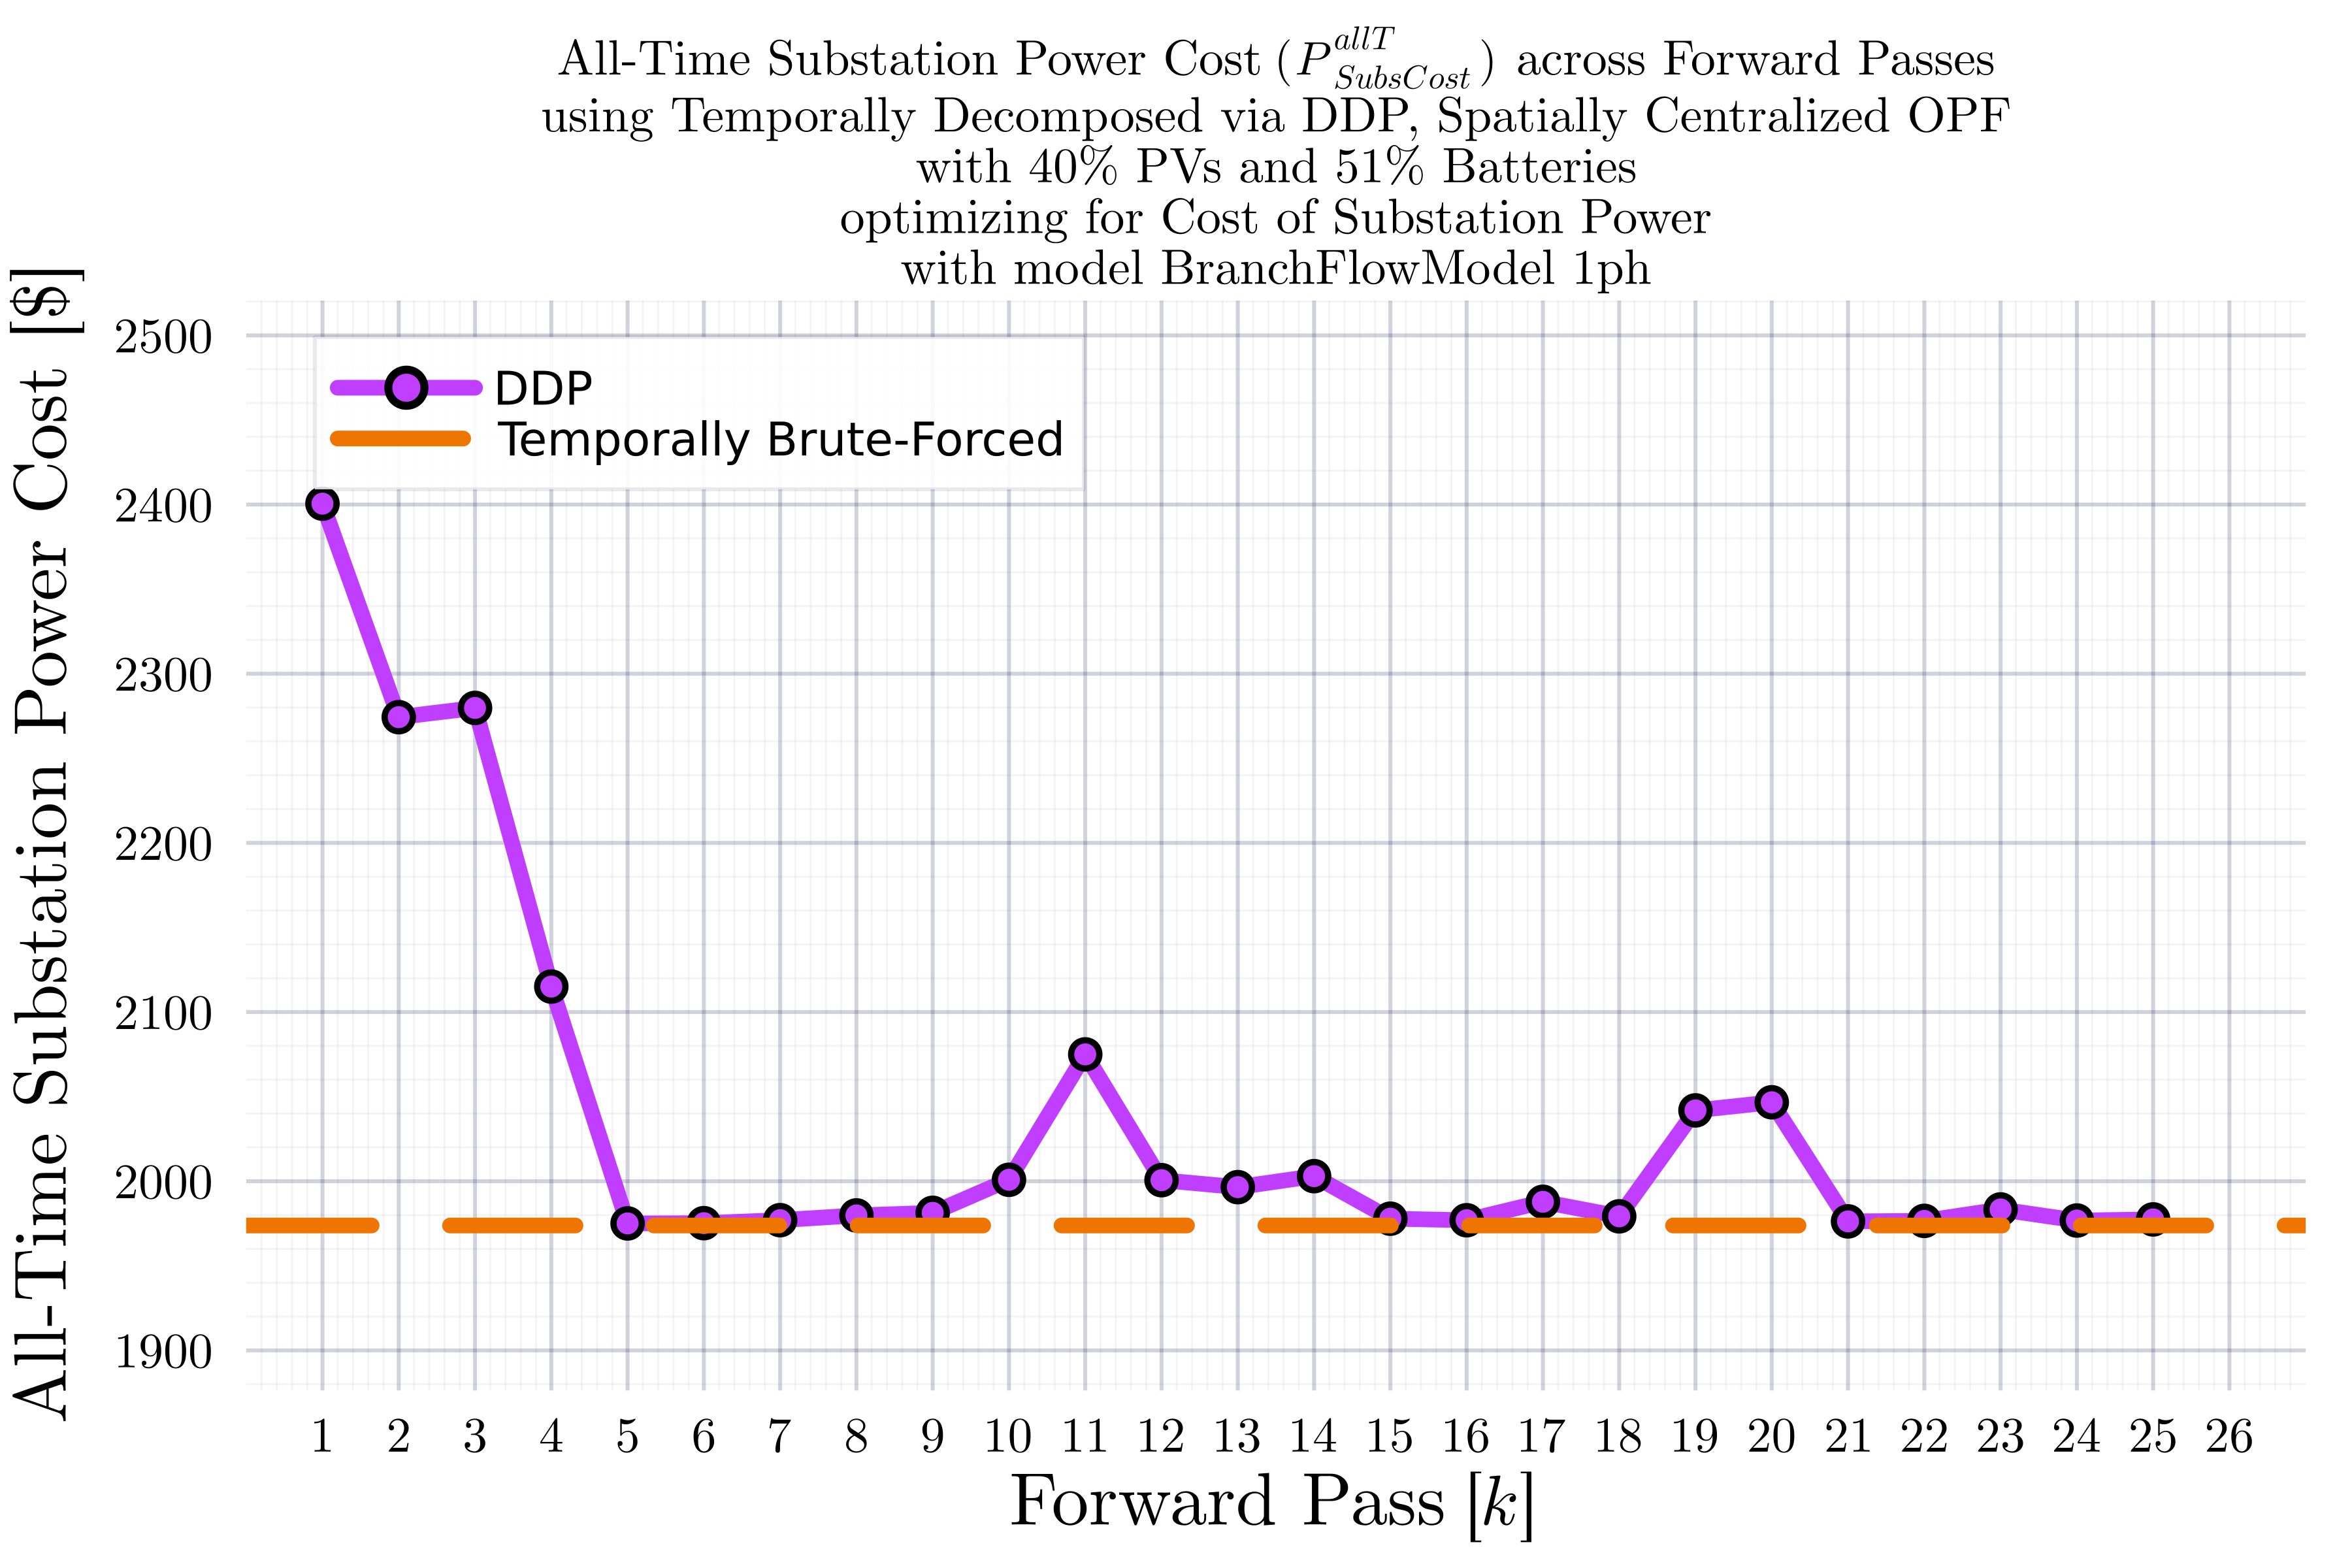 All-Time Substation Power Cost (P^{allT}_{SubsCost}) across Forward Passes
using Temporally Decomposed via DDP, Spatially Centralized OPF
with 40% PVs and 51% Batteries
optimizing for Cost of Substation Power
with model BranchFlowModel 1ph
All-Time Substation Power Cost [$]
2500
2400
2300
2200
2100
2000
1900
DDP
Temporally Brute-Forced
1 2 3 4 5 6 7 8 9 10 11 12 13 14 15 16 17 18 19 20 21 22 23 24 25 26
Forward Pass [k]